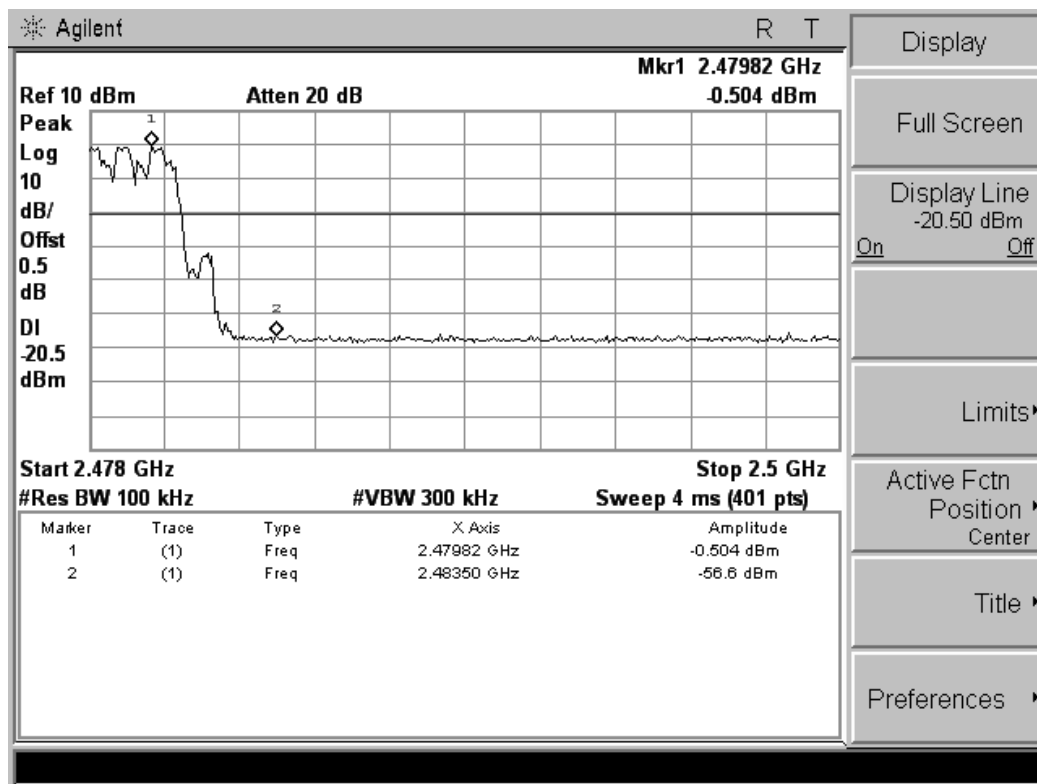 Agilent R T
Mkr1 2.47982 GHz
Ref 10 dBm Atten 20 dB -0.504 dBm
Peak
Log
10
dB/
Offst
0.5
dB
DI
-20.5
dBm
1
2
Start 2.478 GHz Stop 2.5 GHz
#Res BW 100 kHz #VBW 300 kHz Sweep 4 ms (401 pts)
Marker Trace Type X Axis Amplitude
1 (1) Freq 2.47982 GHz -0.504 dBm
2 (1) Freq 2.48350 GHz -56.6 dBm
Display
Full Screen
Display Line
-20.50 dBm
On Off
Limits
Active Fctn
Position
Center
Title
Preferences